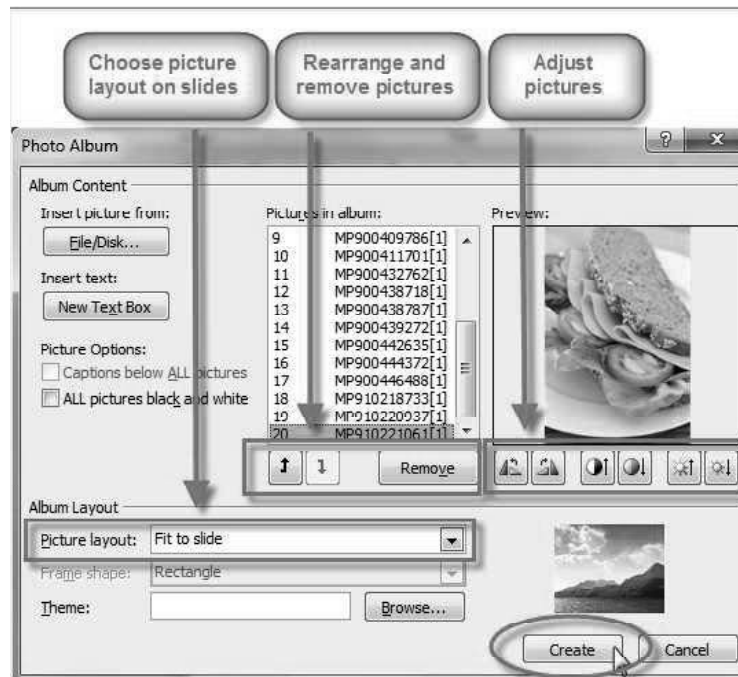 Choose picture
layout on slides
Rearrange and
remove pictures
Adjust
pictures
Photo Album
?
x
Album Content
Insert picture from:
File/Disk...
Insert text:
New Text Box
Picture Options:
Captions below ALL pictures
ALL pictures black and white
Pictures in album:
9 MP900409786[1]
10 MP900411701[1]
11 MP900432762[1]
12 MP900438718[1]
13 MP900438787[1]
14 MP900439272[1]
15 MP900442635[1]
16 MP900444372[1]
17 MP900446488[1]
18 MP910218733[1]
19 MP910220937[1]
20 MP910221061[1]
Remove
Preview:
Album Layout
Picture layout: Fit to slide
Frame shape: Rectangle
Theme:
Browse...
Create
Cancel